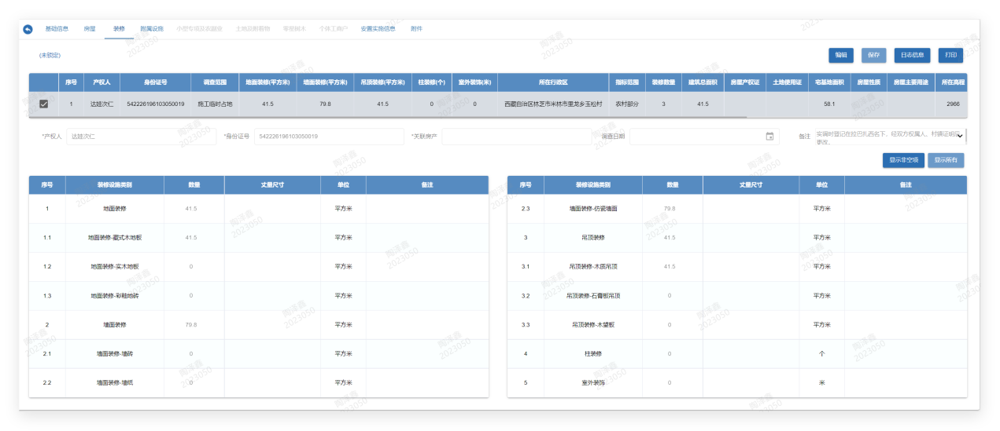 基础信息 房屋 装修 附属设施 小型专项及农副业 土地及附着物 零星树木 个体工商户 安置实施信息 附件
(未锁定) 编辑 保存 日志信息 打印
序号 产权人 身份证号 调查范围 地面装修(平方米) 墙面装修(平方米) 吊顶装修(平方米) 柱装修(个) 室外装饰(米) 所在行政区 指标范围 装修数量 建筑总面积 房屋产权证 土地使用证 宅基地面积 房屋性质 房屋主要用途 所在高程
1 达娃次仁 542226196103050019 施工临时占地 41.5 79.8 41.5 0 0 西藏自治区林芝市米林市里龙乡玉松村 农村部分 3 41.5 58.1 2966
*产权人 达娃次仁 *身份证号 542226196103050019 *关联房产 调查日期 备注 实调时登记在拉巴扎西名下、经双方权属人、村镇证明后
更改。
显示非空项 显示所有
序号 装修设施类别 数量 丈量尺寸 单位 备注
1 地面装修 41.5 平方米
1.1 地面装修-藏式木地板 41.5 平方米
1.2 地面装修-实木地板 0 平方米
1.3 地面装修-彩釉地砖 0 平方米
2 墙面装修 79.8 平方米
2.1 墙面装修-墙砖 0 平方米
2.2 墙面装修-墙纸 0 平方米
序号 装修设施类别 数量 丈量尺寸 单位 备注
2.3 墙面装修-仿瓷墙面 79.8 平方米
3 吊顶装修 41.5 平方米
3.1 吊顶装修-木质吊顶 41.5 平方米
3.2 吊顶装修-石膏板吊顶 0 平方米
3.3 吊顶装修-木望板 0 平方米
4 柱装修 0 个
5 室外装饰 0 米